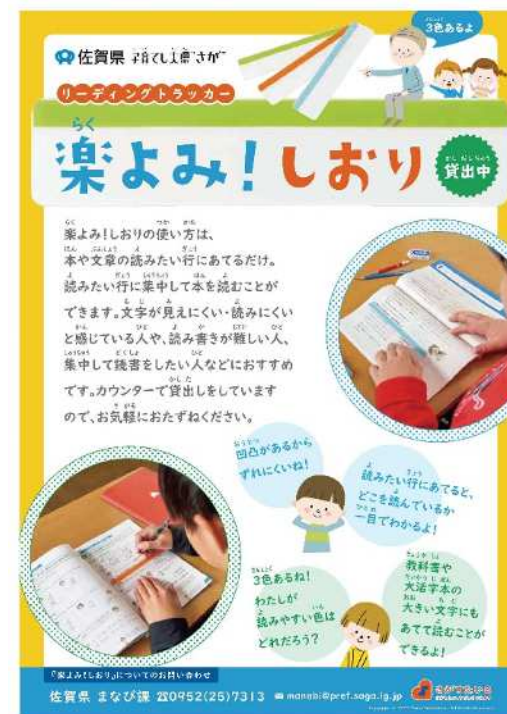 3色あるよ
佐賀県 子育てし大県"さが"
リーディングトラッカー
楽よみ!しおり
貸出中
楽よみ!しおりの使い方は、
本や文章の読みたい行にあてるだけ。
読みたい行に集中して本を読むことが
できます。文字が見えにくい・読みにくい
と感じている人や、読み書きが難しい人、
集中して読書をしたい人などにおすすめ
です。カウンターで貸出しをしています
ので、お気軽におたずねください。
凹凸があるから
ずれにくいね!
読みたい行にあてると、
どこを読んでいるか
一目でわかるよ!
3色あるね!
わたしが
読みやすい色は
どれだろう?
教科書や
大活字本の
大きい文字にも
あてて読むことが
できるよ!
「楽よみ!しおり」についてのお問い合わせ
佐賀県 まなび課 ☎0952(25)7313 ✉ manabi@pref.saga.lg.jp
さがすたいる